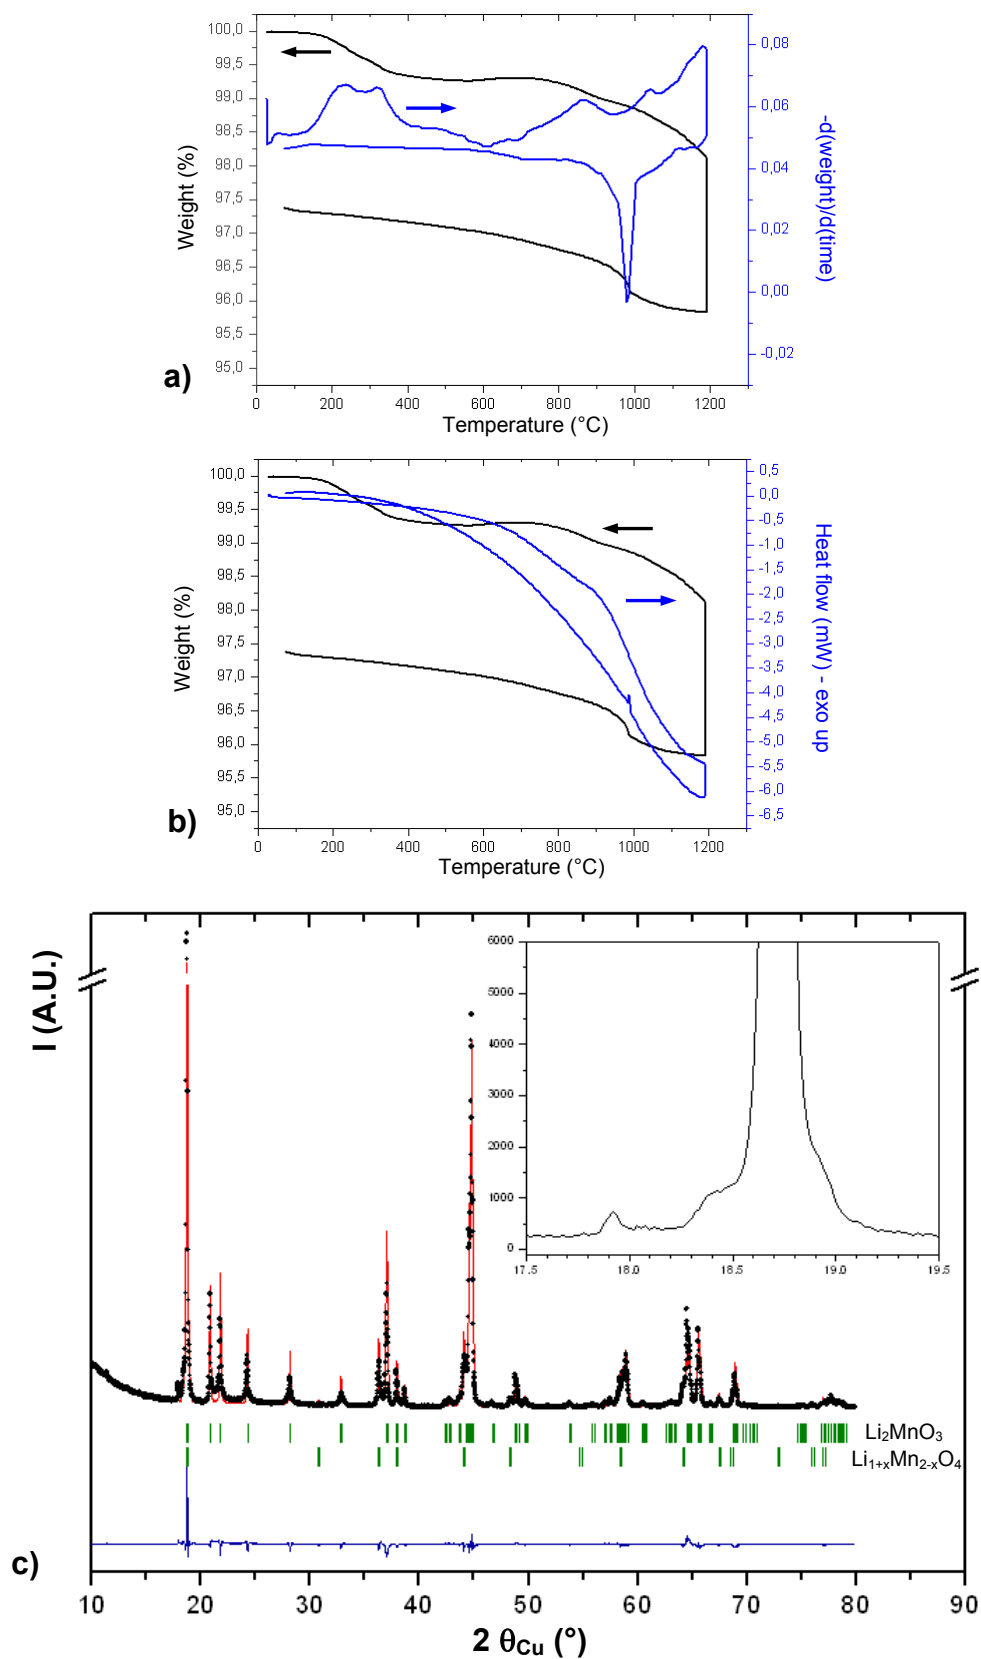 100,0
99,5
99,0
98,5
98,0
97,5
97,0
96,5
96,0
95,5
95,0
Weight (%)
0,08
0,06
0,04
0,02
0,00
-0,02
-d(weight)/d(time)
a)
0 200 400 600 800 1000 1200
Temperature (°C)
100,0
99,5
99,0
98,5
98,0
97,5
97,0
96,5
96,0
95,5
95,0
Weight (%)
0,5
0,0
-0,5
-1,0
-1,5
-2,0
-2,5
-3,0
-3,5
-4,0
-4,5
-5,0
-5,5
-6,0
-6,5
Heat flow (mW) - exo up
b)
0 200 400 600 800 1000 1200
Temperature (°C)
I (A.U.)
6000
5000
4000
3000
2000
1000
0
17.5 18.0 18.5 19.0 19.5
Li₂MnO₃
Li₁₊ₓMn₂₋ₓO₄
c)
10 20 30 40 50 60 70 80 90
2 θCu (°)